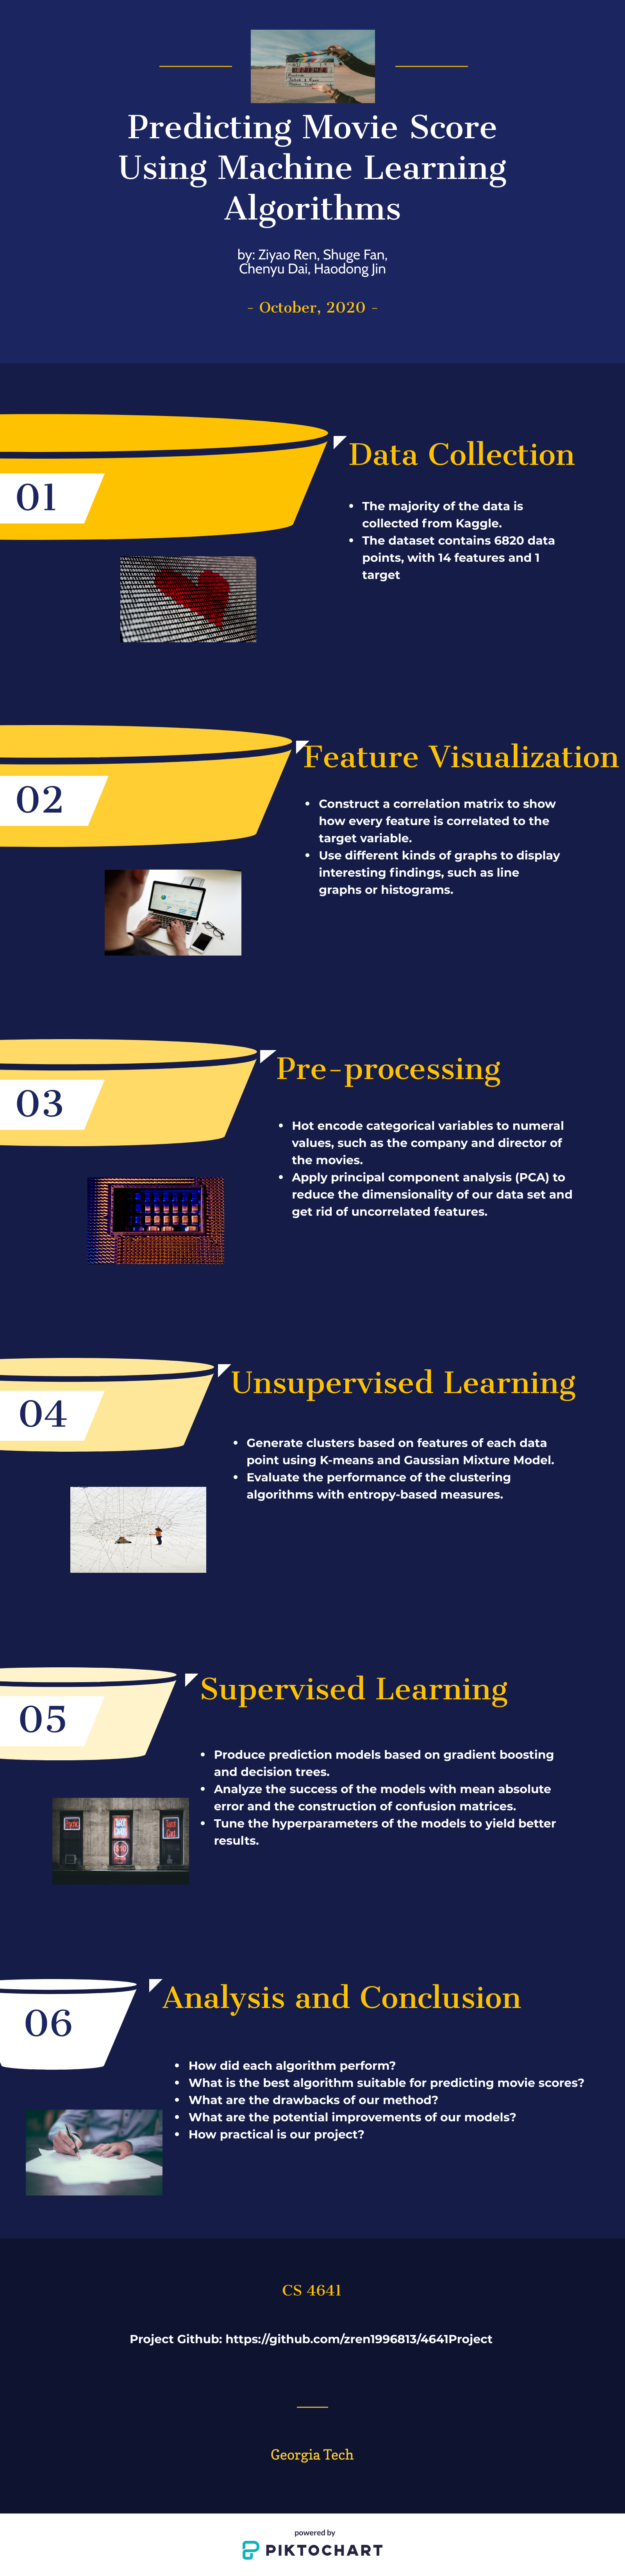 Predicting Movie Score
Using Machine Learning
Algorithms
by: Ziyao Ren, Shuge Fan,
Chenyu Dai, Haodong Jin
- October, 2020 -
01
Data Collection
• The majority of the data is
collected from Kaggle.
• The dataset contains 6820 data
points, with 14 features and 1
target
02
Feature Visualization
• Construct a correlation matrix to show
how every feature is correlated to the
target variable.
• Use different kinds of graphs to display
interesting findings, such as line
graphs or histograms.
03
Pre-processing
• Hot encode categorical variables to numeral
values, such as the company and director of
the movies.
• Apply principal component analysis (PCA) to
reduce the dimensionality of our data set and
get rid of uncorrelated features.
04
Unsupervised Learning
• Generate clusters based on features of each data
point using K-means and Gaussian Mixture Model.
• Evaluate the performance of the clustering
algorithms with entropy-based measures.
05
Supervised Learning
• Produce prediction models based on gradient boosting
and decision trees.
• Analyze the success of the models with mean absolute
error and the construction of confusion matrices.
• Tune the hyperparameters of the models to yield better
results.
06
Analysis and Conclusion
• How did each algorithm perform?
• What is the best algorithm suitable for predicting movie scores?
• What are the drawbacks of our method?
• What are the potential improvements of our models?
• How practical is our project?
CS 4641
Project Github: https://github.com/zren1996813/4641Project
Georgia Tech
powered by
PIKTOCHART